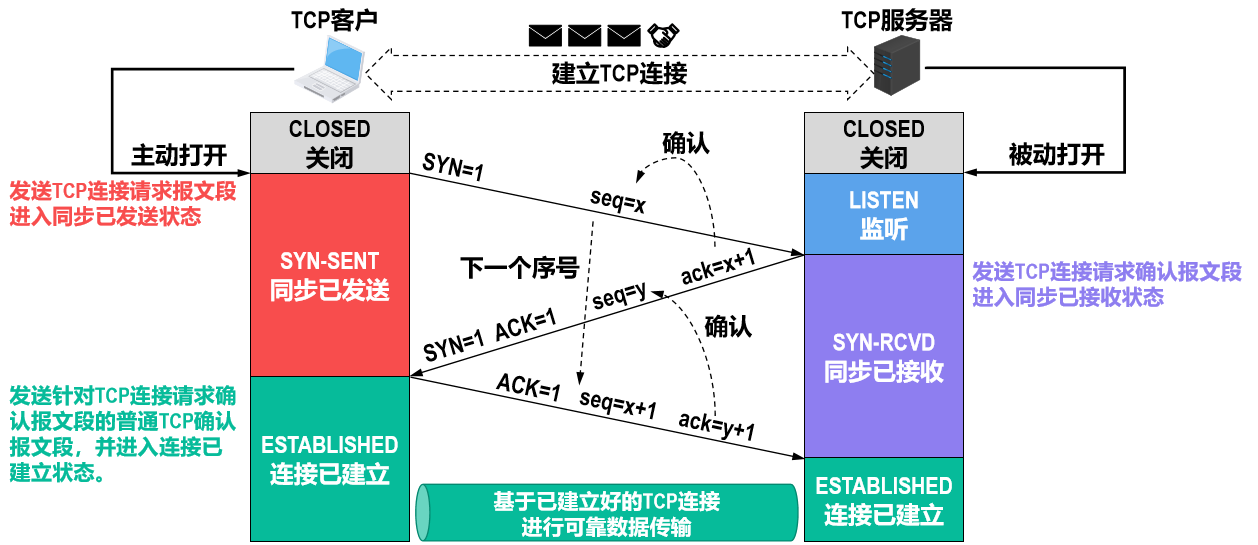 TCP客户
TCP服务器
建立TCP连接
CLOSED
关闭
CLOSED
关闭
主动打开
被动打开
发送TCP连接请求报文段
进入同步已发送状态
SYN=1
seq=x
确认
LISTEN
监听
SYN-SENT
同步已发送
下一个序号
ack=x+1
seq=y
SYN=1 ACK=1
确认
发送TCP连接请求确认报文段
进入同步已接收状态
SYN-RCVD
同步已接收
发送针对TCP连接请求确
认报文段的普通TCP确认
报文段，并进入连接已
建立状态。
ACK=1
seq=x+1
ack=y+1
ESTABLISHED
连接已建立
基于已建立好的TCP连接
进行可靠数据传输
ESTABLISHED
连接已建立